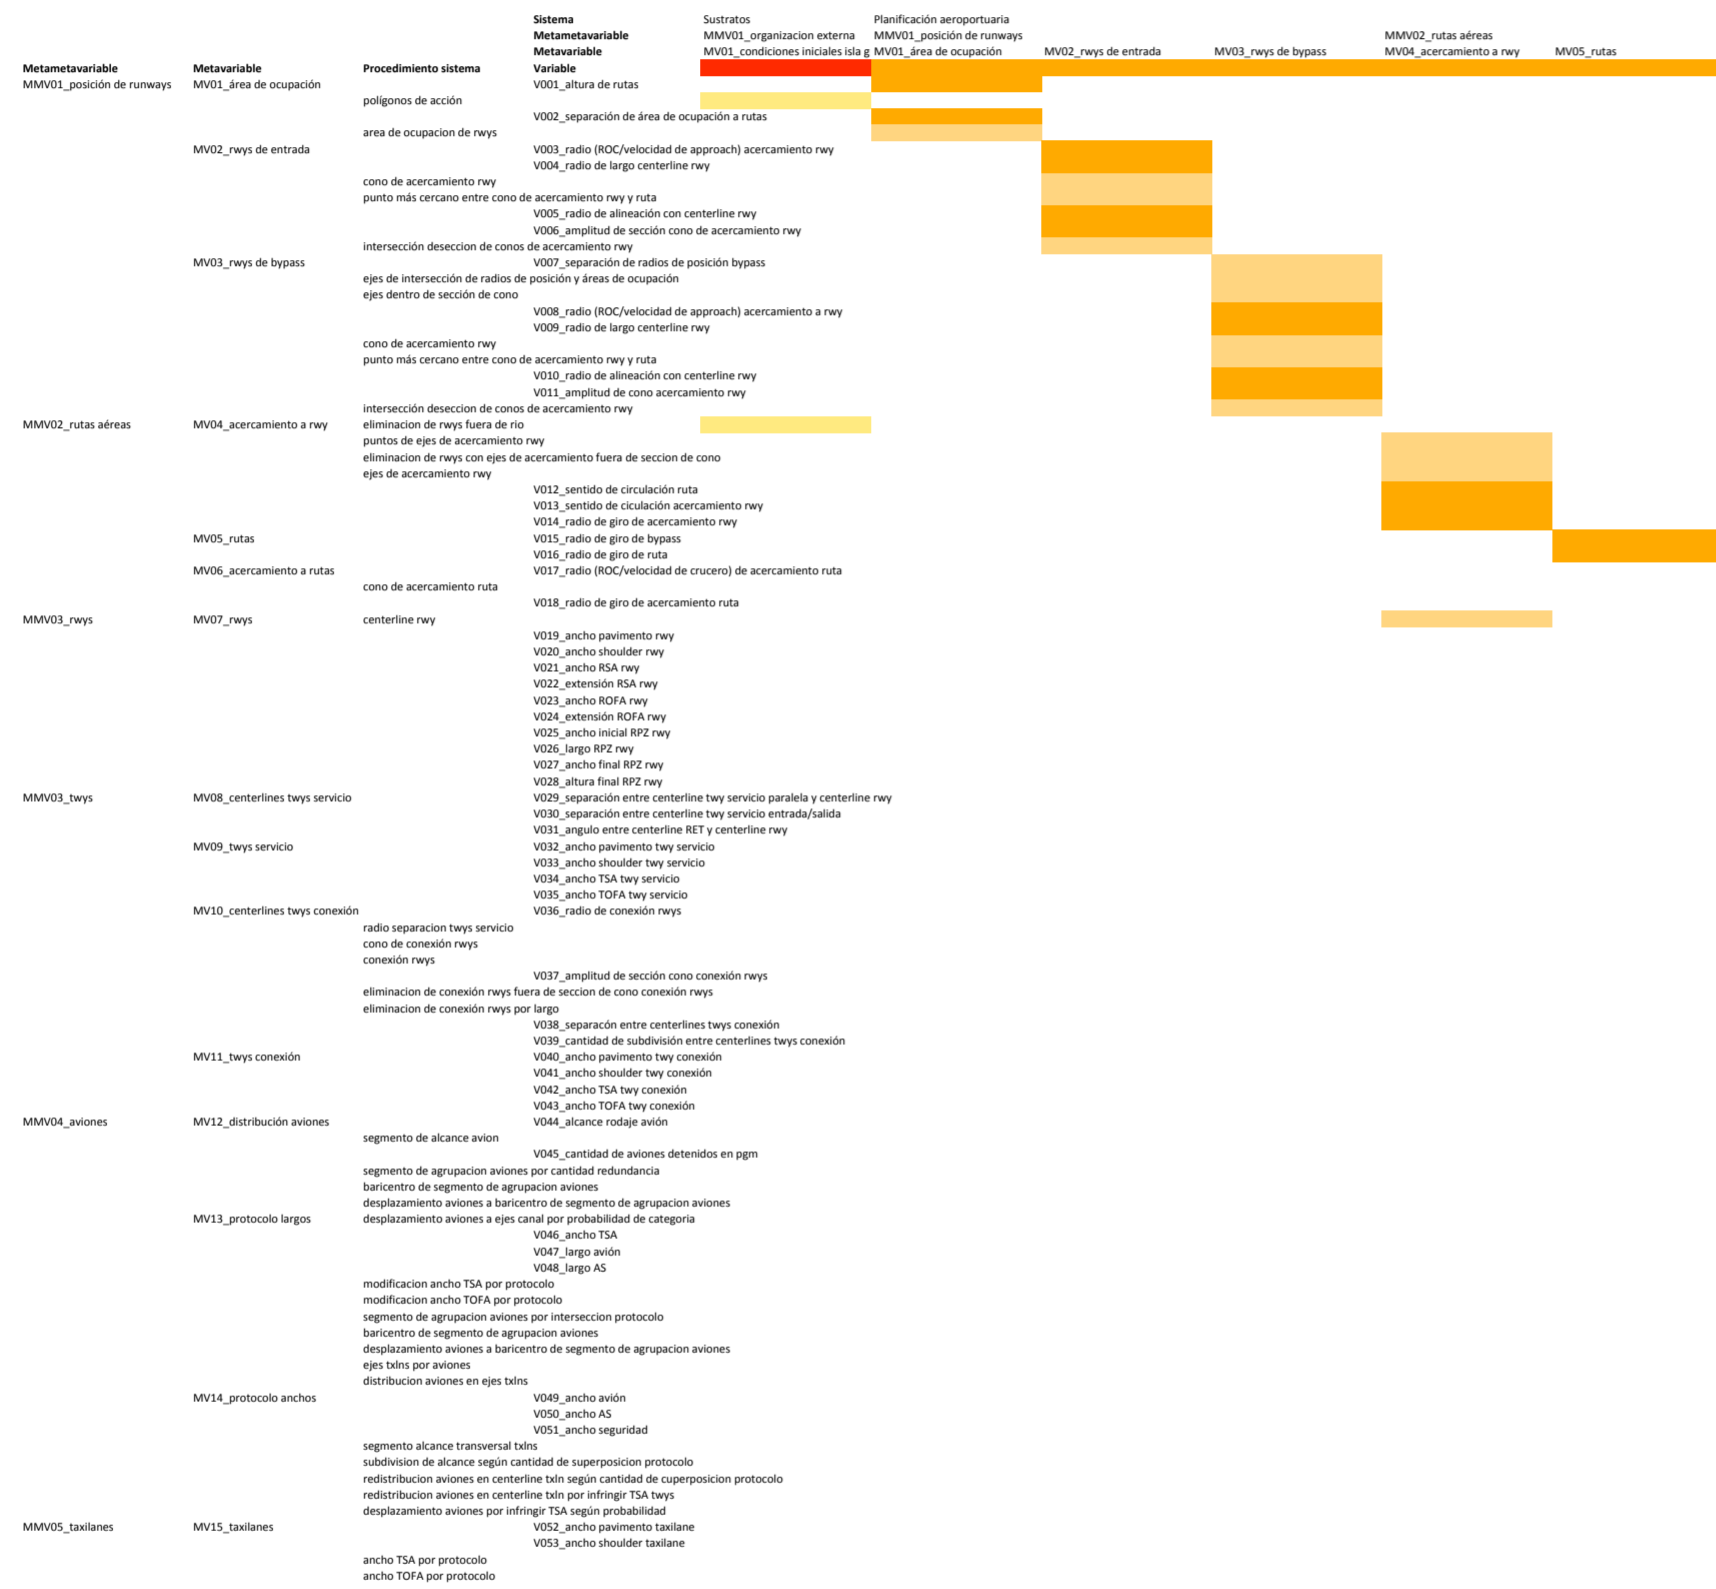 Sistema Sustratos Planificación aeroportuaria
Metametavariable MMV01_organizacion externa MMV01_posición de runways MMV02_rutas aéreas
Metavariable MV01_condiciones iniciales isla g MV01_área de ocupación MV02_rwys de entrada MV03_rwys de bypass MV04_acercamiento a rwy MV05_rutas
Metametavariable Metavariable Procedimiento sistema Variable
MMV01_posición de runways MV01_área de ocupación V001_altura de rutas
polígonos de acción
V002_separación de área de ocupación a rutas
area de ocupacion de rwys
MV02_rwys de entrada V003_radio (ROC/velocidad de approach) acercamiento rwy
V004_radio de largo centerline rwy
cono de acercamiento rwy
punto más cercano entre cono de acercamiento rwy y ruta
V005_radio de alineación con centerline rwy
V006_amplitud de sección cono de acercamiento rwy
intersección deseccion de conos de acercamiento rwy
MV03_rwys de bypass V007_separación de radios de posición bypass
ejes de intersección de radios de posición y áreas de ocupación
ejes dentro de sección de cono
V008_radio (ROC/velocidad de approach) acercamiento a rwy
V009_radio de largo centerline rwy
cono de acercamiento rwy
punto más cercano entre cono de acercamiento rwy y ruta
V010_radio de alineación con centerline rwy
V011_amplitud de cono acercamiento rwy
intersección deseccion de conos de acercamiento rwy
MMV02_rutas aéreas MV04_acercamiento a rwy eliminacion de rwys fuera de rio
puntos de ejes de acercamiento rwy
eliminacion de rwys con ejes de acercamiento fuera de seccion de cono
ejes de acercamiento rwy
V012_sentido de circulación ruta
V013_sentido de ciculación acercamiento rwy
V014_radio de giro de acercamiento rwy
MV05_rutas V015_radio de giro de bypass
V016_radio de giro de ruta
MV06_acercamiento a rutas V017_radio (ROC/velocidad de crucero) de acercamiento ruta
cono de acercamiento ruta
V018_radio de giro de acercamiento ruta
MMV03_rwys MV07_rwys centerline rwy
V019_ancho pavimento rwy
V020_ancho shoulder rwy
V021_ancho RSA rwy
V022_extensión RSA rwy
V023_ancho ROFA rwy
V024_extensión ROFA rwy
V025_ancho inicial RPZ rwy
V026_largo RPZ rwy
V027_ancho final RPZ rwy
V028_altura final RPZ rwy
MMV03_twys MV08_centerlines twys servicio V029_separación entre centerline twy servicio paralela y centerline rwy
V030_separación entre centerline twy servicio entrada/salida
V031_angulo entre centerline RET y centerline rwy
MV09_twys servicio V032_ancho pavimento twy servicio
V033_ancho shoulder twy servicio
V034_ancho TSA twy servicio
V035_ancho TOFA twy servicio
MV10_centerlines twys conexión V036_radio de conexión rwys
radio separacion twys servicio
cono de conexión rwys
conexión rwys
V037_amplitud de sección cono conexión rwys
eliminacion de conexión rwys fuera de seccion de cono conexión rwys
eliminacion de conexión rwys por largo
V038_separacón entre centerlines twys conexión
V039_cantidad de subdivisión entre centerlines twys conexión
MV11_twys conexión V040_ancho pavimento twy conexión
V041_ancho shoulder twy conexión
V042_ancho TSA twy conexión
V043_ancho TOFA twy conexión
MMV04_aviones MV12_distribución aviones V044_alcance rodaje avión
segmento de alcance avion
V045_cantidad de aviones detenidos en pgm
segmento de agrupacion aviones por cantidad redundancia
baricentro de segmento de agrupacion aviones
desplazamiento aviones a baricentro de segmento de agrupacion aviones
MV13_protocolo largos desplazamiento aviones a ejes canal por probabilidad de categoria
V046_ancho TSA
V047_largo avión
V048_largo AS
modificacion ancho TSA por protocolo
modificacion ancho TOFA por protocolo
segmento de agrupacion aviones por interseccion protocolo
baricentro de segmento de agrupacion aviones
desplazamiento aviones a baricentro de segmento de agrupacion aviones
ejes txlns por aviones
distribucion aviones en ejes txlns
MV14_protocolo anchos V049_ancho avión
V050_ancho AS
V051_ancho seguridad
segmento alcance transversal txlns
subdivision de alcance según cantidad de superposicion protocolo
redistribucion aviones en centerline txln según cantidad de cuperposicion protocolo
redistribucion aviones en centerline txln por infringir TSA twys
desplazamiento aviones por infringir TSA según probabilidad
MMV05_taxilanes MV15_taxilanes V052_ancho pavimento taxilane
V053_ancho shoulder taxilane
ancho TSA por protocolo
ancho TOFA por protocolo